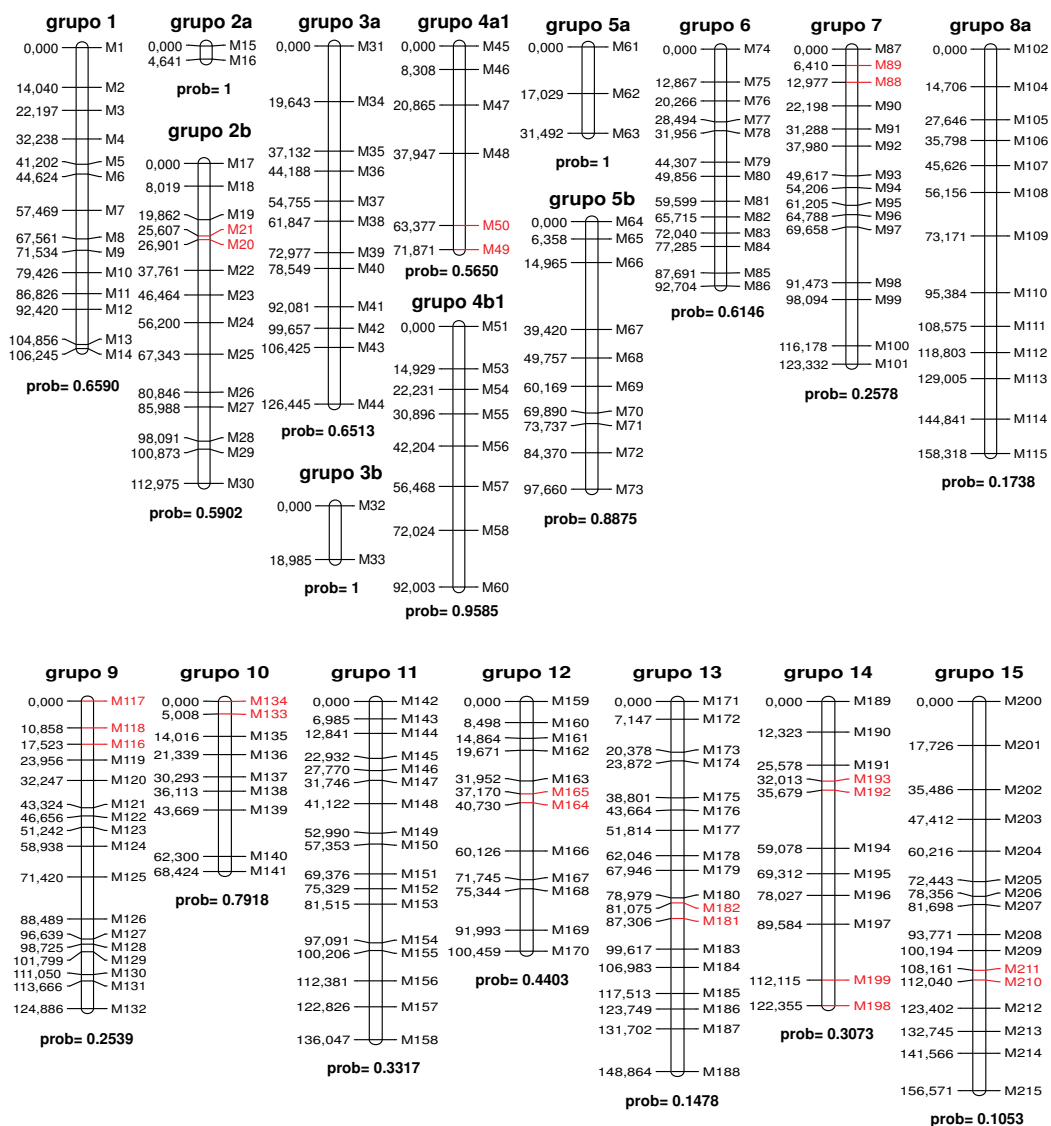 grupo 1
0,000 M1
14,040 M2
22,197 M3
32,238 M4
41,202 M5
44,624 M6
57,469 M7
67,561 M8
71,534 M9
79,426 M10
86,826 M11
92,420 M12
104,856 M13
106,245 M14
prob= 0.6590
grupo 2a
0,000 M15
4,641 M16
prob= 1
grupo 2b
0,000 M17
8,019 M18
19,862 M19
25,607 M21
26,901 M20
37,761 M22
46,464 M23
56,200 M24
67,343 M25
80,846 M26
85,988 M27
98,091 M28
100,873 M29
112,975 M30
prob= 0.5902
grupo 3a
0,000 M31
19,643 M34
37,132 M35
44,188 M36
54,755 M37
61,847 M38
72,977 M39
78,549 M40
92,081 M41
99,657 M42
106,425 M43
126,445 M44
prob= 0.6513
grupo 3b
0,000 M32
18,985 M33
prob= 1
grupo 4a1
0,000 M45
8,308 M46
20,865 M47
37,947 M48
63,377 M50
71,871 M49
prob= 0.5650
grupo 4b1
0,000 M51
14,929 M53
22,231 M54
30,896 M55
42,204 M56
56,468 M57
72,024 M58
92,003 M60
prob= 0.9585
grupo 5a
0,000 M61
17,029 M62
31,492 M63
prob= 1
grupo 5b
0,000 M64
6,358 M65
14,965 M66
39,420 M67
49,757 M68
60,169 M69
69,890 M70
73,737 M71
84,370 M72
97,660 M73
prob= 0.8875
grupo 6
0,000 M74
12,867 M75
20,266 M76
28,494 M77
31,956 M78
44,307 M79
49,856 M80
59,599 M81
65,715 M82
72,040 M83
77,285 M84
87,691 M85
92,704 M86
prob= 0.6146
grupo 7
0,000 M87
6,410 M89
12,977 M88
22,198 M90
31,288 M91
37,980 M92
49,617 M93
54,206 M94
61,205 M95
64,788 M96
69,658 M97
91,473 M98
98,094 M99
116,178 M100
123,332 M101
prob= 0.2578
grupo 8a
0,000 M102
14,706 M104
27,646 M105
35,798 M106
45,626 M107
56,156 M108
73,171 M109
95,384 M110
108,575 M111
118,803 M112
129,005 M113
144,841 M114
158,318 M115
prob= 0.1738
grupo 9
0,000 M117
10,858 M118
17,523 M116
23,956 M119
32,247 M120
43,324 M121
46,656 M122
51,242 M123
58,938 M124
71,420 M125
88,489 M126
96,639 M127
98,725 M128
101,799 M129
111,050 M130
113,666 M131
124,886 M132
prob= 0.2539
grupo 10
0,000 M134
5,008 M133
14,016 M135
21,339 M136
30,293 M137
36,113 M138
43,669 M139
62,300 M140
68,424 M141
prob= 0.7918
grupo 11
0,000 M142
6,985 M143
12,841 M144
22,932 M145
27,770 M146
31,746 M147
41,122 M148
52,990 M149
57,353 M150
69,376 M151
75,329 M152
81,515 M153
97,091 M154
100,206 M155
112,381 M156
122,826 M157
136,047 M158
prob= 0.3317
grupo 12
0,000 M159
8,498 M160
14,864 M161
19,671 M162
31,952 M163
37,170 M165
40,730 M164
60,126 M166
71,745 M167
75,344 M168
91,993 M169
100,459 M170
prob= 0.4403
grupo 13
0,000 M171
7,147 M172
20,378 M173
23,872 M174
38,801 M175
43,664 M176
51,814 M177
62,046 M178
67,946 M179
78,979 M180
81,075 M182
87,306 M181
99,617 M183
106,983 M184
117,513 M185
123,749 M186
131,702 M187
148,864 M188
prob= 0.1478
grupo 14
0,000 M189
12,323 M190
25,578 M191
32,013 M193
35,679 M192
59,078 M194
69,312 M195
78,027 M196
89,584 M197
112,115 M199
122,355 M198
prob= 0.3073
grupo 15
0,000 M200
17,726 M201
35,486 M202
47,412 M203
60,216 M204
72,443 M205
78,356 M206
81,698 M207
93,771 M208
100,194 M209
108,161 M211
112,040 M210
123,402 M212
132,745 M213
141,566 M214
156,571 M215
prob= 0.1053